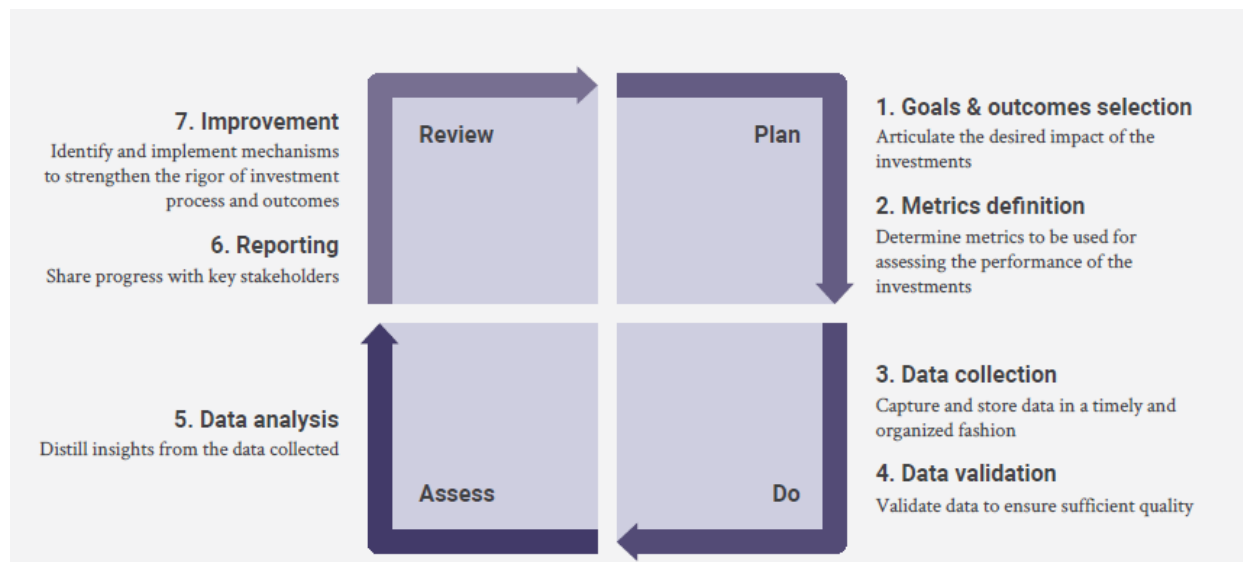 Review
Plan
Assess
Do
1. Goals & outcomes selection
Articulate the desired impact of the
investments
2. Metrics definition
Determine metrics to be used for
assessing the performance of the
investments
3. Data collection
Capture and store data in a timely and
organized fashion
4. Data validation
Validate data to ensure sufficient quality
5. Data analysis
Distill insights from the data collected
6. Reporting
Share progress with key stakeholders
7. Improvement
Identify and implement mechanisms
to strengthen the rigor of investment
process and outcomes